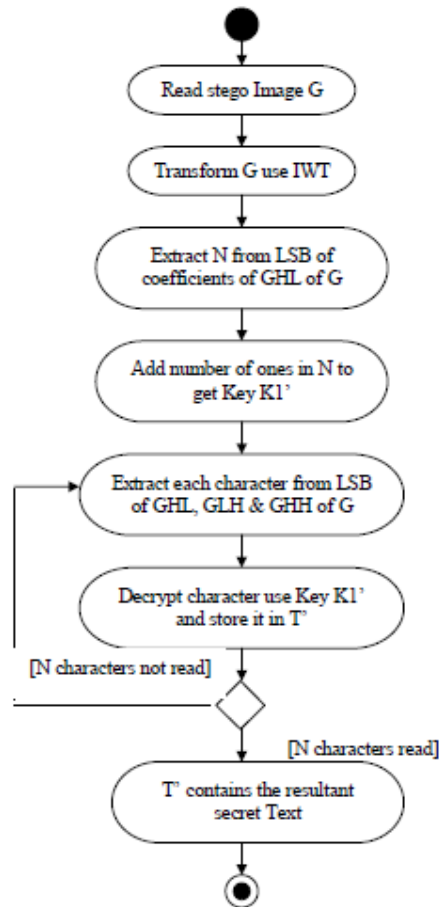 Read stego Image G
Transform G use IWT
Extract N from LSB of
coefficients of GHL of G
Add number of ones in N to
get Key K1’
Extract each character from LSB
of GHL, GLH & GHH of G
Decrypt character use Key K1’
and store it in T’
[N characters not read]
[N characters read]
T’ contains the resultant
secret Text